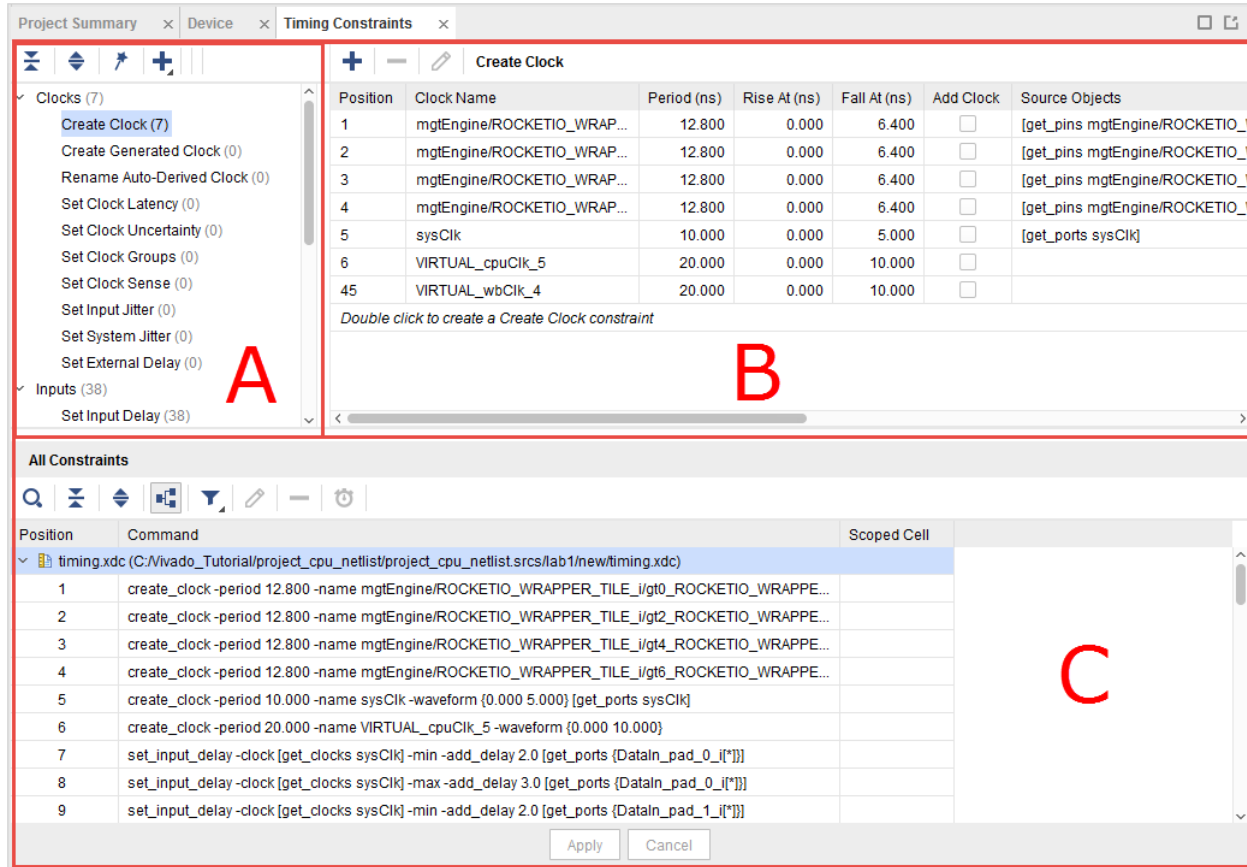 Project Summary × Device × Timing Constraints ×
Create Clock
Clocks (7)
Create Clock (7)
Create Generated Clock (0)
Rename Auto-Derived Clock (0)
Set Clock Latency (0)
Set Clock Uncertainty (0)
Set Clock Groups (0)
Set Clock Sense (0)
Set Input Jitter (0)
Set System Jitter (0)
Set External Delay (0)
Inputs (38)
Set Input Delay (38)
A
Position Clock Name Period (ns) Rise At (ns) Fall At (ns) Add Clock Source Objects
1 mgtEngine/ROCKETIO_WRAP... 12.800 0.000 6.400 [get_pins mgtEngine/ROCKETIO_
2 mgtEngine/ROCKETIO_WRAP... 12.800 0.000 6.400 [get_pins mgtEngine/ROCKETIO_
3 mgtEngine/ROCKETIO_WRAP... 12.800 0.000 6.400 [get_pins mgtEngine/ROCKETIO_
4 mgtEngine/ROCKETIO_WRAP... 12.800 0.000 6.400 [get_pins mgtEngine/ROCKETIO_
5 sysClk 10.000 0.000 5.000 [get_ports sysClk]
6 VIRTUAL_cpuClk_5 20.000 0.000 10.000
45 VIRTUAL_wbClk_4 20.000 0.000 10.000
Double click to create a Create Clock constraint
B
All Constraints
Position Command Scoped Cell
timing.xdc (C:/Vivado_Tutorial/project_cpu_netlist/project_cpu_netlist.srcs/lab1/new/timing.xdc)
1 create_clock -period 12.800 -name mgtEngine/ROCKETIO_WRAPPER_TILE_i/gt0_ROCKETIO_WRAPPE...
2 create_clock -period 12.800 -name mgtEngine/ROCKETIO_WRAPPER_TILE_i/gt2_ROCKETIO_WRAPPE...
3 create_clock -period 12.800 -name mgtEngine/ROCKETIO_WRAPPER_TILE_i/gt4_ROCKETIO_WRAPPE...
4 create_clock -period 12.800 -name mgtEngine/ROCKETIO_WRAPPER_TILE_i/gt6_ROCKETIO_WRAPPE...
5 create_clock -period 10.000 -name sysClk -waveform {0.000 5.000} [get_ports sysClk]
6 create_clock -period 20.000 -name VIRTUAL_cpuClk_5 -waveform {0.000 10.000}
7 set_input_delay -clock [get_clocks sysClk] -min -add_delay 2.0 [get_ports {DataIn_pad_0_i[*]}]
8 set_input_delay -clock [get_clocks sysClk] -max -add_delay 3.0 [get_ports {DataIn_pad_0_i[*]}]
9 set_input_delay -clock [get_clocks sysClk] -min -add_delay 2.0 [get_ports {DataIn_pad_1_i[*]}]
C
Apply Cancel